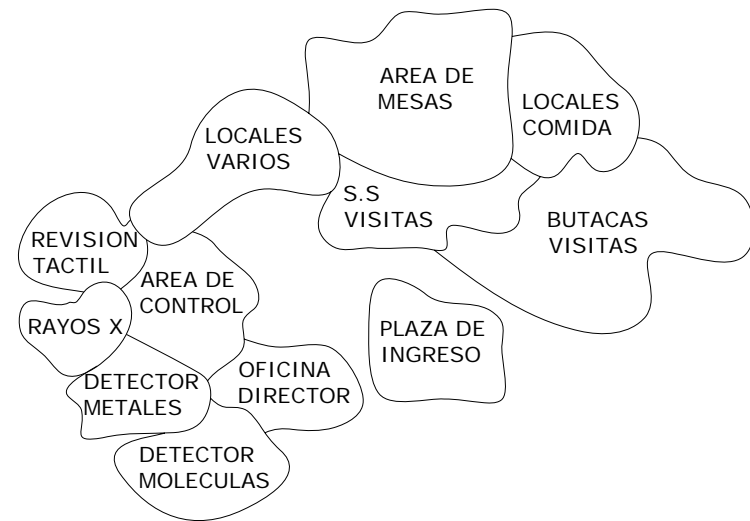 AREA DE
MESAS
LOCALES
COMIDA
LOCALES
VARIOS
S.S
VISITAS
BUTACAS
VISITAS
REVISION
TACTIL
AREA DE
CONTROL
RAYOS X
PLAZA DE
INGRESO
OFICINA
DIRECTOR
DETECTOR
METALES
DETECTOR
MOLECULAS